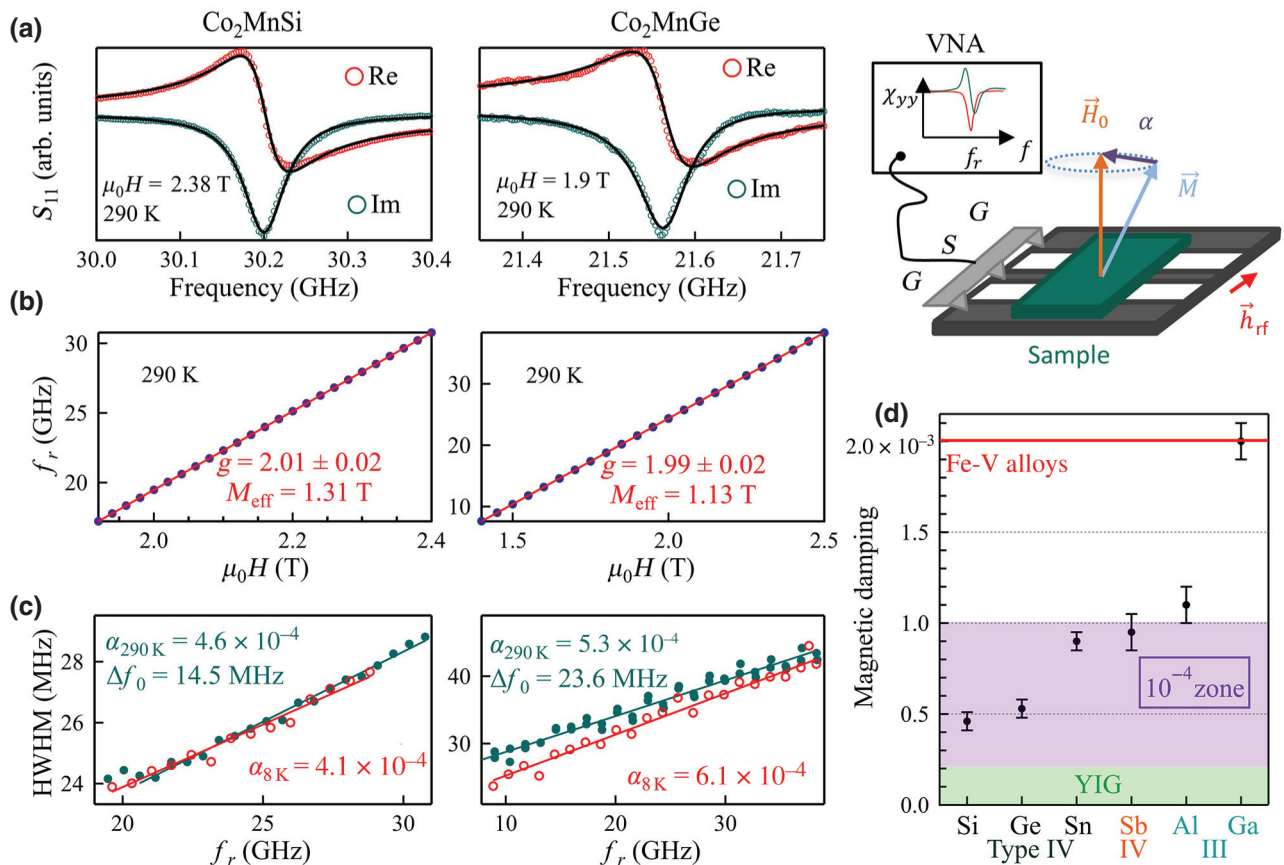 (a)
Co₂MnSi
Co₂MnGe
S₁₁ (arb. units)
Re
μ₀H = 2.38 T
290 K
Im
30.0 30.1 30.2 30.3 30.4
Frequency (GHz)
Re
μ₀H = 1.9 T
290 K
Im
21.4 21.5 21.6 21.7
Frequency (GHz)
VNA
χyy
fr
f
H⃗₀
α
M⃗
G
S
G
h⃗rf
Sample
(b)
fr (GHz)
30
25
20
290 K
g = 2.01 ± 0.02
Meff = 1.31 T
2.0 2.2 2.4
μ₀H (T)
30
20
10
290 K
g = 1.99 ± 0.02
Meff = 1.13 T
1.5 2.0 2.5
μ₀H (T)
(c)
HWHM (MHz)
28
26
24
α290 K = 4.6 × 10⁻⁴
Δf₀ = 14.5 MHz
α8 K = 4.1 × 10⁻⁴
20 25 30
fr (GHz)
40
30
α290 K = 5.3 × 10⁻⁴
Δf₀ = 23.6 MHz
α8 K = 6.1 × 10⁻⁴
10 20 30
fr (GHz)
(d)
Magnetic damping
2.0 × 10⁻³
Fe-V alloys
1.5
1.0
10⁻⁴ zone
0.5
YIG
0.0
Si Ge Sn Sb Al Ga
Type IV IV III